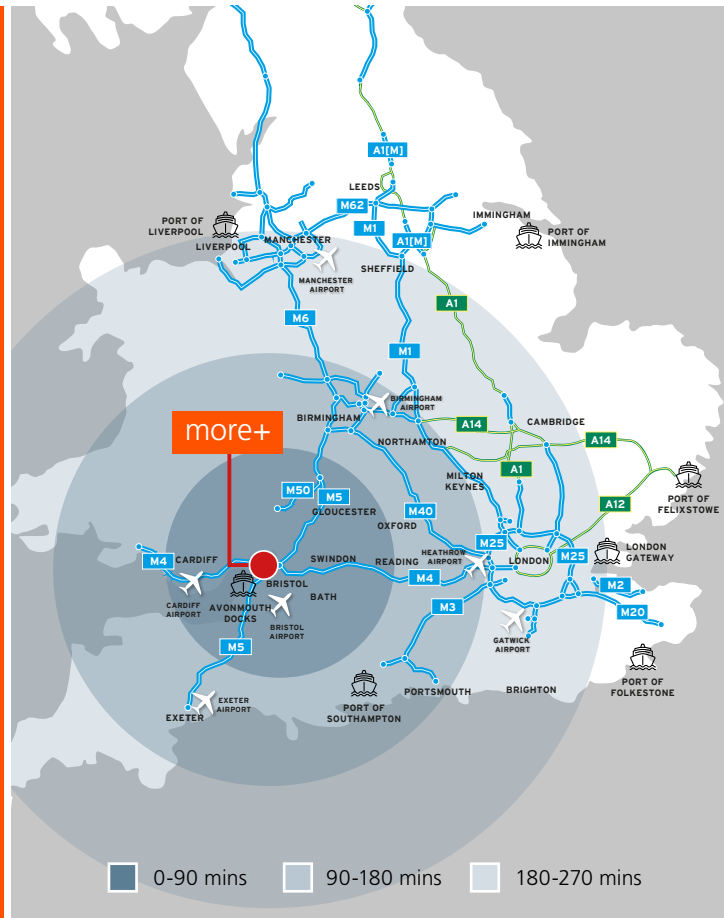 A1[M]
LEEDS
M62
PORT OF
LIVERPOOL
LIVERPOOL
MANCHESTER
M1
A1[M]
IMMINGHAM
PORT OF
IMMINGHAM
SHEFFIELD
MANCHESTER
AIRPORT
A1
M6
M1
BIRMINGHAM
AIRPORT
BIRMINGHAM
more+
A14
CAMBRIDGE
NORTHAMTON
A14
A1
MILTON
KEYNES
PORT OF
FELIXSTOWE
M50
M5
GLOUCESTER
M40
OXFORD
A12
M25
M4
CARDIFF
SWINDON
READING
HEATHROW
AIRPORT
LONDON
M25
LONDON
GATEWAY
M4
BRISTOL
BATH
CARDIFF
AIRPORT
AVONMOUTH
DOCKS
BRISTOL
AIRPORT
M3
M2
M20
M5
GATWICK
AIRPORT
EXETER
AIRPORT
EXETER
PORT OF
SOUTHAMPTON
PORTSMOUTH
BRIGHTON
PORT OF
FOLKESTONE
0-90 mins
90-180 mins
180-270 mins